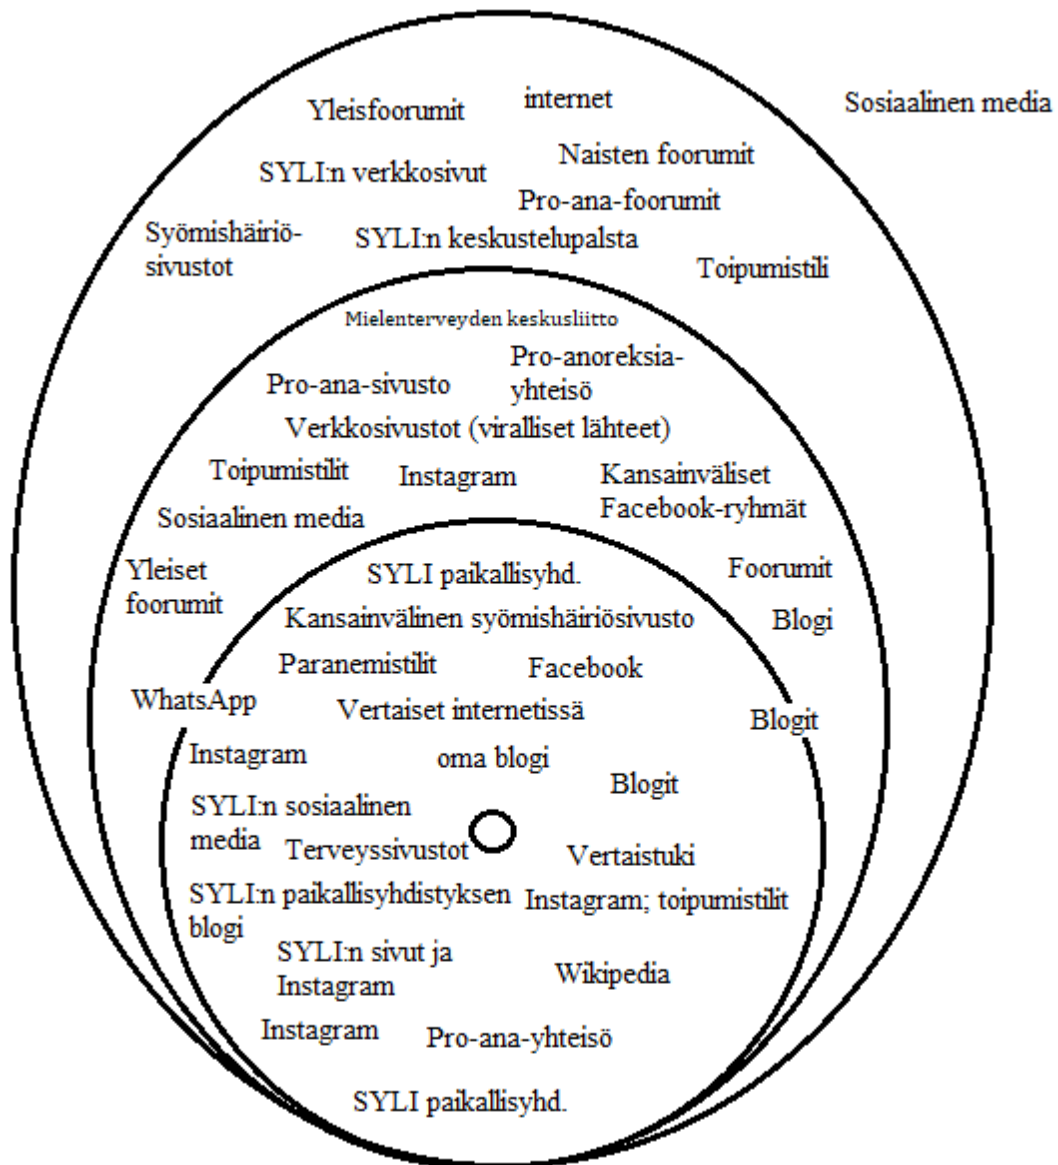 internet
Sosiaalinen media
Yleisfoorumit
Naisten foorumit
SYLI:n verkkosivut
Pro-ana-foorumit
Syömishäiriö-
sivustot
SYLI:n keskustelupalsta
Toipumistili
Mielenterveyden keskusliitto
Pro-anoreksia-
yhteisö
Pro-ana-sivusto
Verkkosivustot (viralliset lähteet)
Toipumistilit
Instagram
Kansainväliset
Facebook-ryhmät
Sosiaalinen media
Yleiset
foorumit
SYLI paikallisyhd.
Foorumit
Kansainvälinen syömishäiriösivusto
Blogi
Paranemistilit
Facebook
WhatsApp
Vertaiset internetissä
Blogit
Instagram
oma blogi
Blogit
SYLI:n sosiaalinen
media
Terveyssivustot
Vertaistuki
SYLI:n paikallisyhdistyksen
blogi
Instagram; toipumistilit
SYLI:n sivut ja
Instagram
Wikipedia
Instagram
Pro-ana-yhteisö
SYLI paikallisyhd.